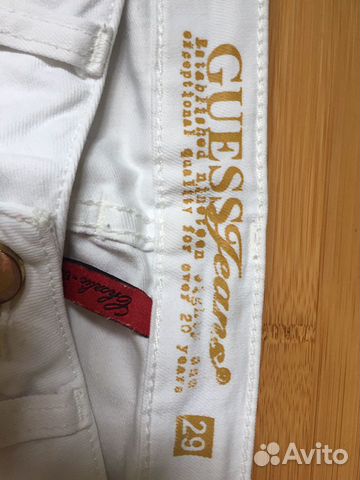 GUESS Jeans
Established nineteen eighty one
exceptional quality for over 20 years
29
Avito